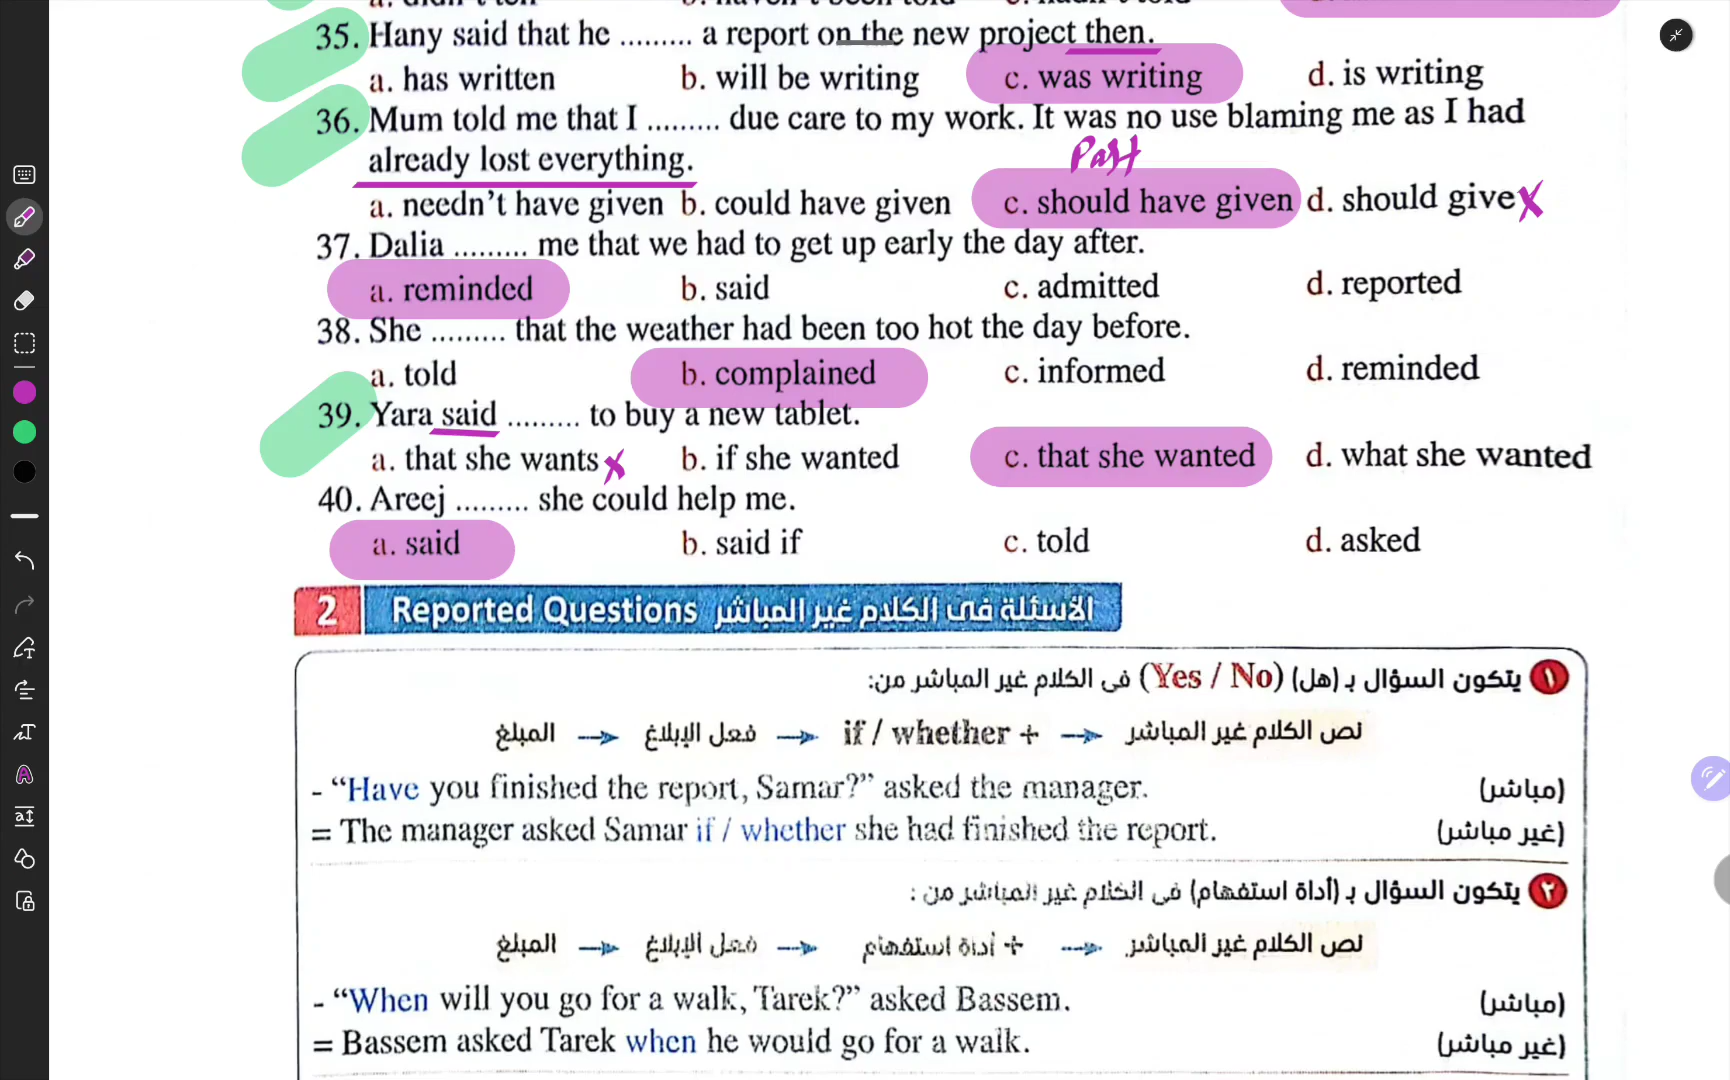 35. Hany said that he ......... a report on the new project then.
a. has written b. will be writing c. was writing d. is writing
36. Mum told me that I ......... due care to my work. It was no use blaming me as I had
already lost everything.
Past
a. needn't have given b. could have given c. should have given d. should give x
37. Dalia ......... me that we had to get up early the day after.
a. reminded b. said c. admitted d. reported
38. She ......... that the weather had been too hot the day before.
a. told b. complained c. informed d. reminded
39. Yara said ......... to buy a new tablet.
a. that she wants x b. if she wanted c. that she wanted d. what she wanted
40. Areej ......... she could help me.
a. said b. said if c. told d. asked
2 Reported Questions الأسئلة فى الكلام غير المباشر
١ يتكون السؤال بـ (هل) (Yes / No) فى الكلام غير المباشر من:
المبلغ → فعل الإبلاغ → if / whether + → نص الكلام غير المباشر
- “Have you finished the report, Samar?” asked the manager. (مباشر)
= The manager asked Samar if / whether she had finished the report. (غير مباشر)
٢ يتكون السؤال بـ (أداة استفهام) فى الكلام غير المباشر من :
المبلغ → فعل الإبلاغ → أداة استفهام + → نص الكلام غير المباشر.
- “When will you go for a walk, Tarek?” asked Bassem. (مباشر)
= Bassem asked Tarek when he would go for a walk. (غير مباشر)